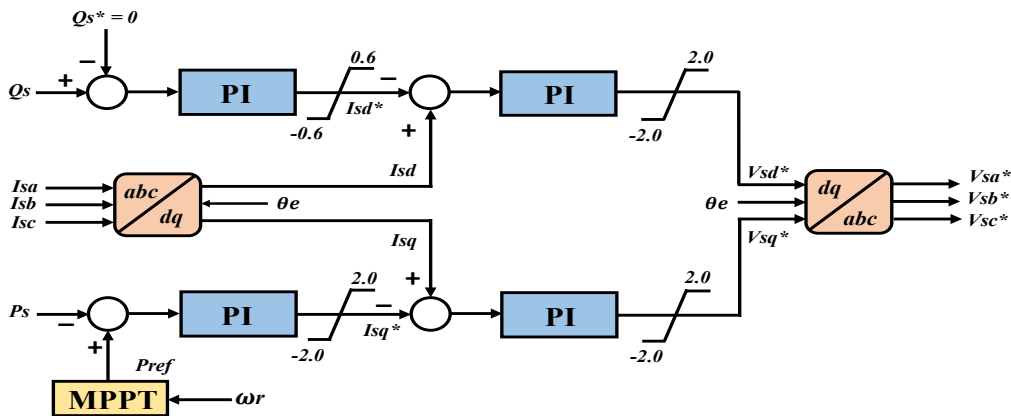 Qs* = 0
−
+
Qs
PI
0.6
-0.6
Isd*
−
+
PI
2.0
-2.0
Isa
Isb
Isc
abc
dq
Isd
θe
Isq
Vsd*
θe
Vsq*
dq
abc
Vsa*
Vsb*
Vsc*
Ps
−
+
PI
2.0
-2.0
Isq*
−
+
PI
2.0
-2.0
Pref
MPPT
ωr